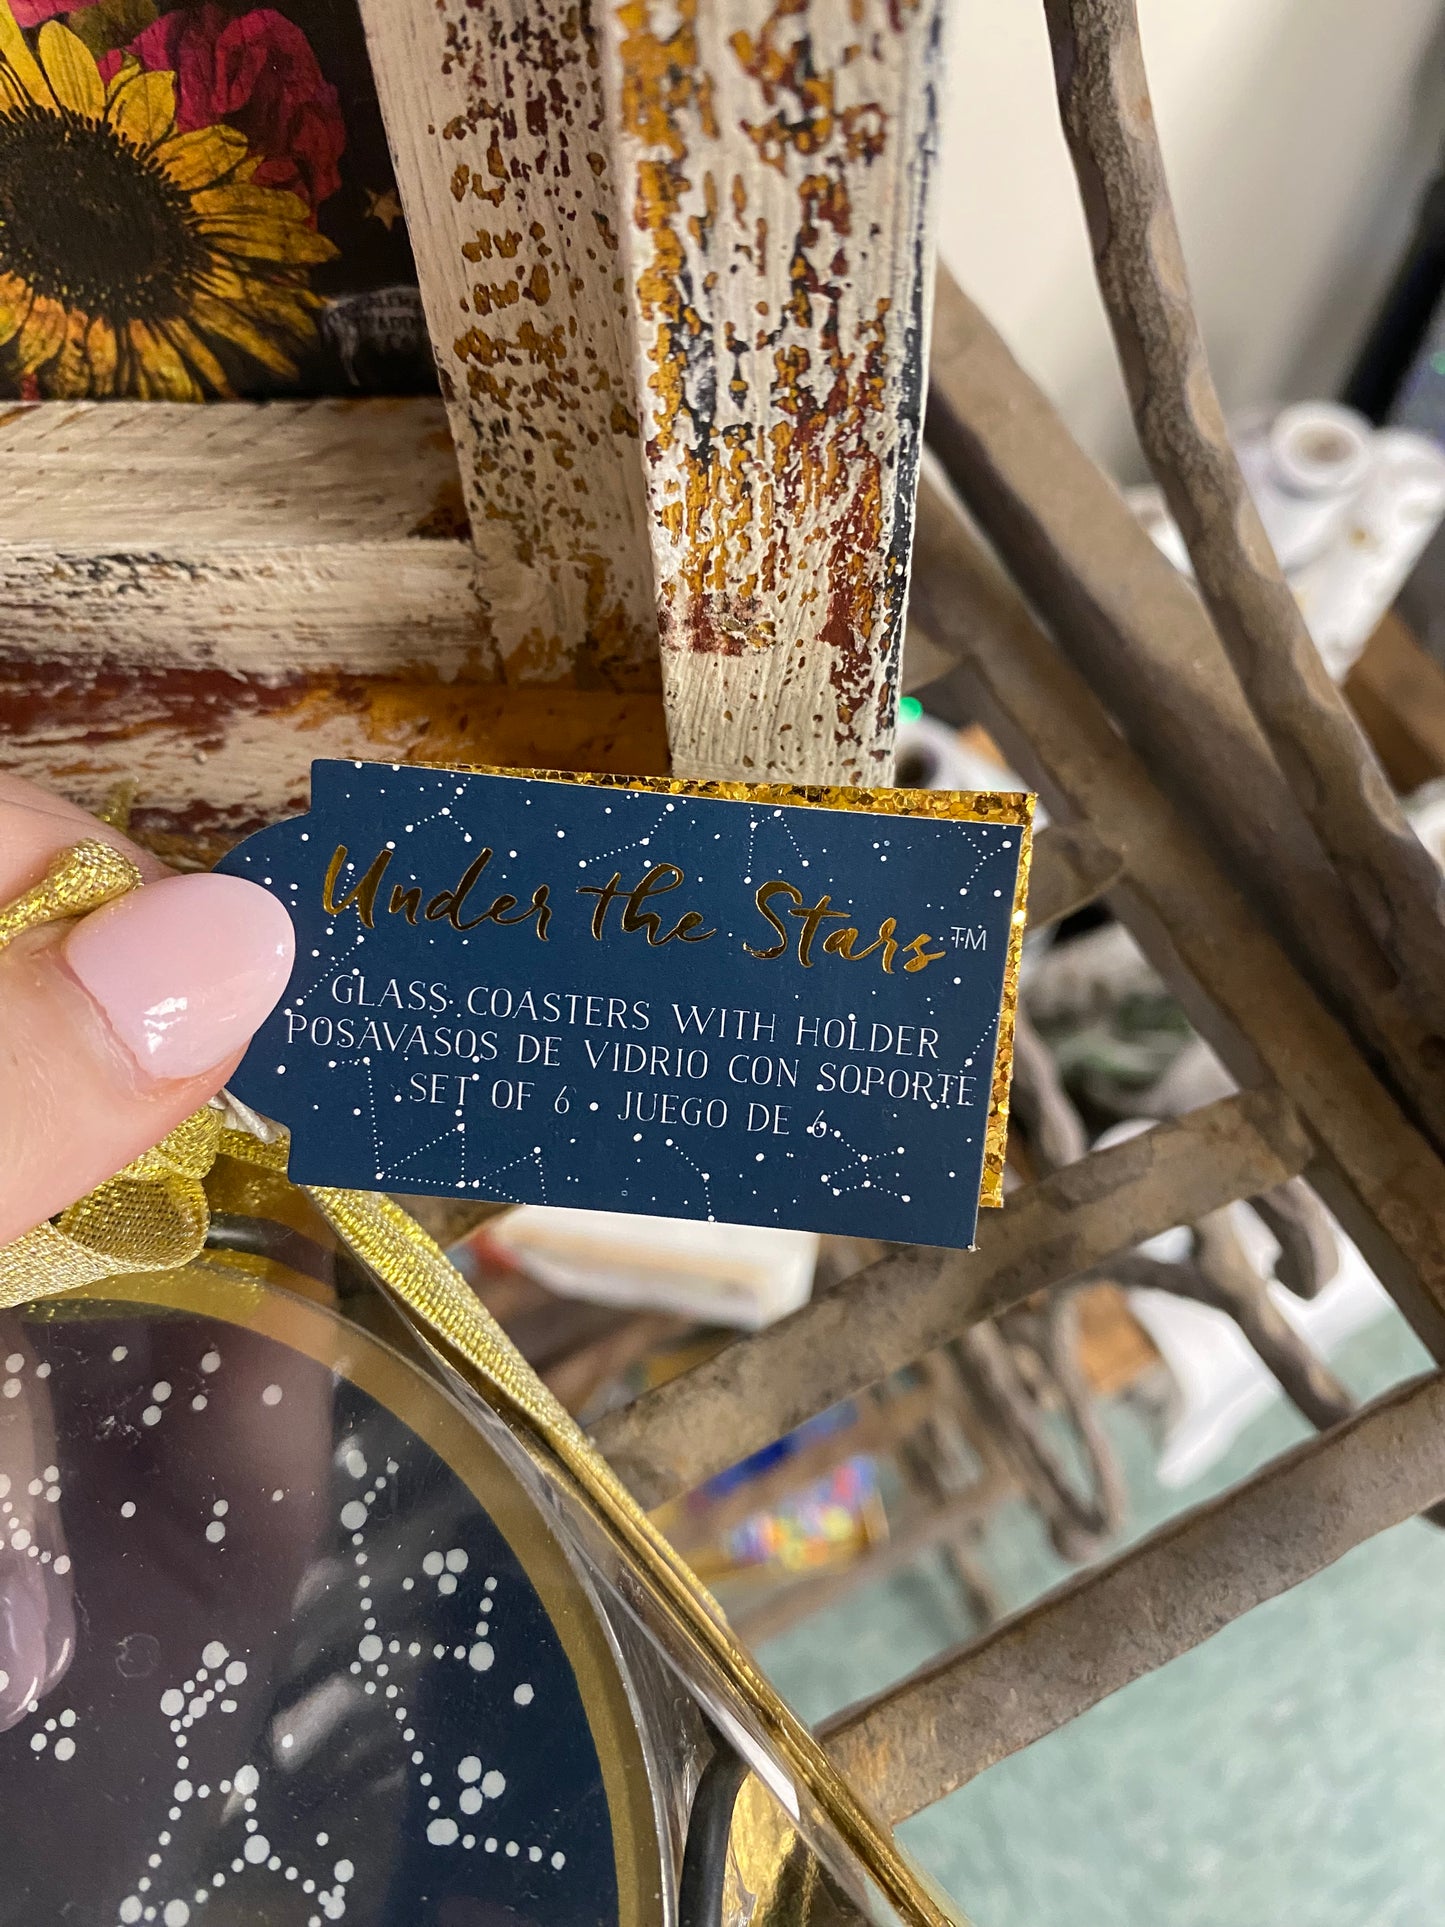 Under the Stars™
GLASS COASTERS WITH HOLDER
POSAVASOS DE VIDRIO CON SOPORTE
SET OF 6 • JUEGO DE 6